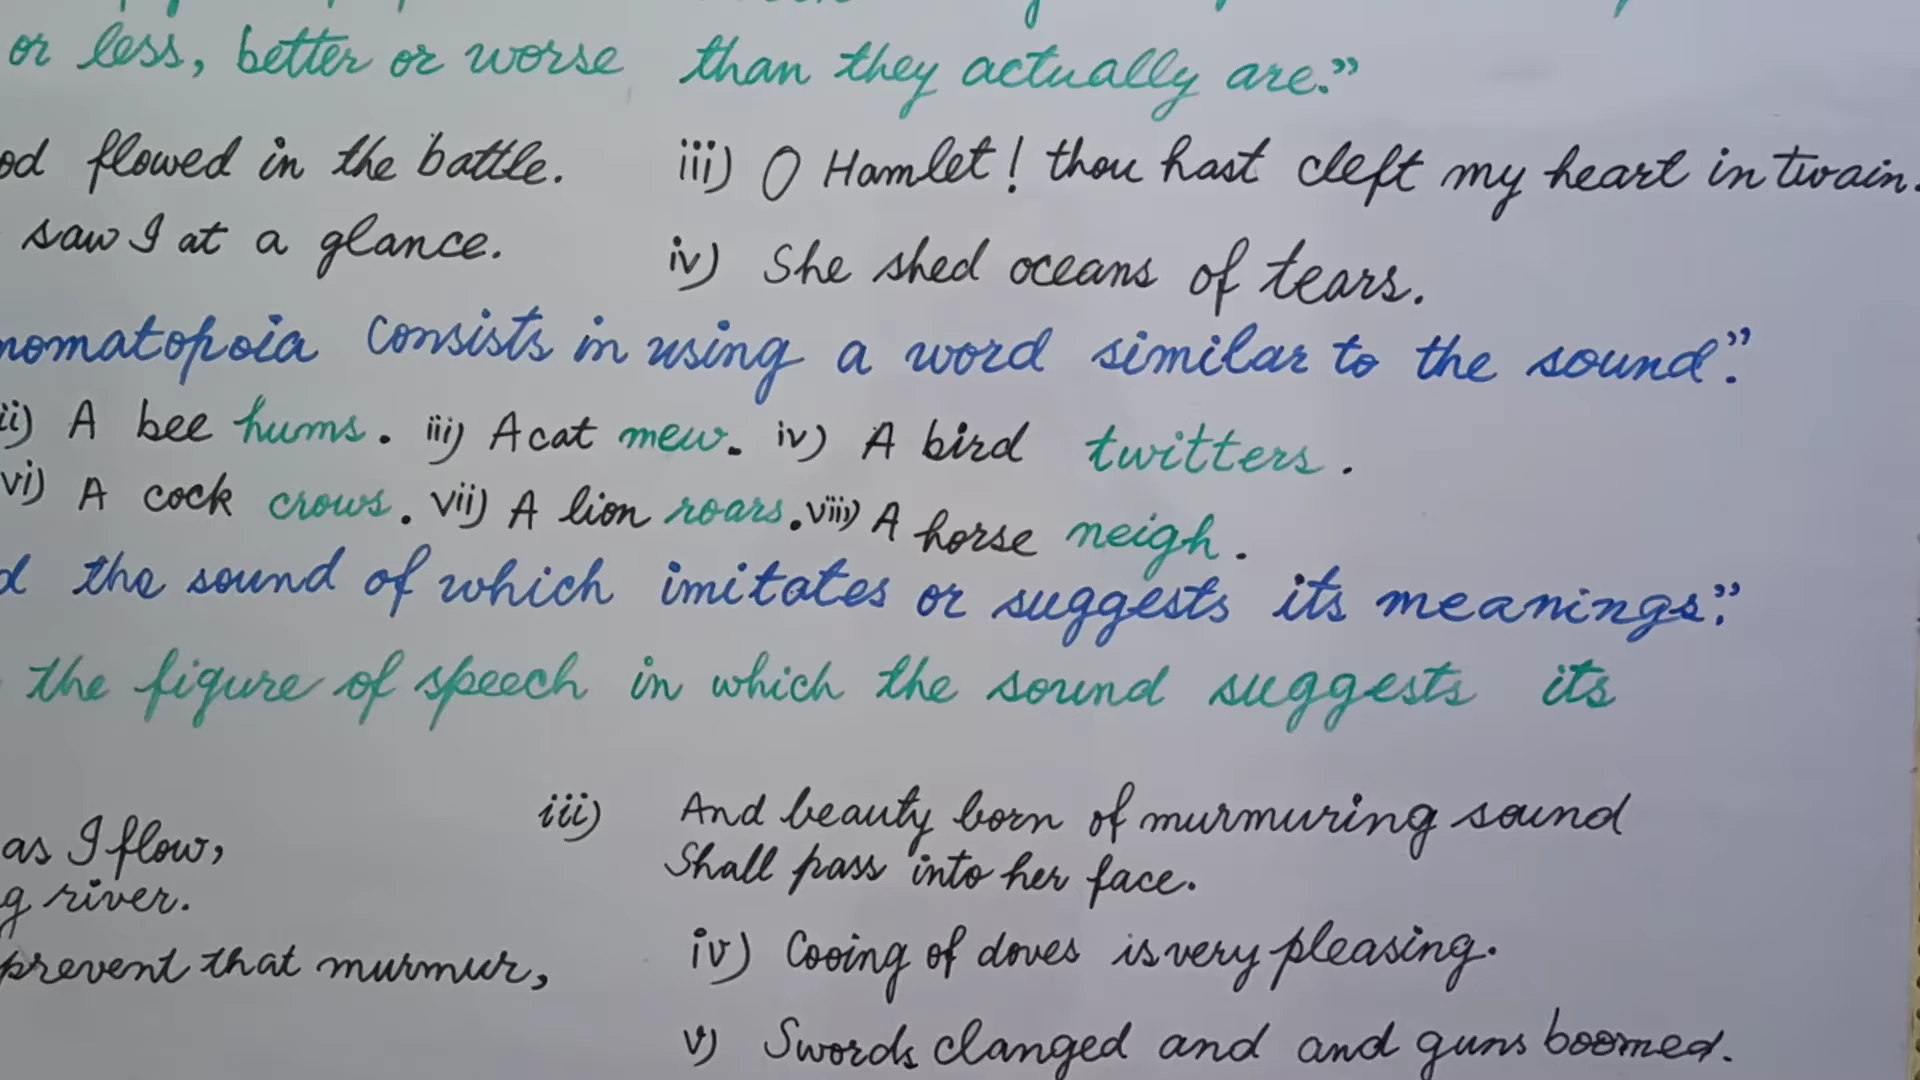 or less, better or worse than they actually are."
flowed in the battle. iii) O Hamlet! thou hast cleft my heart in twain.
saw I at a glance. iv) She shed oceans of tears.
nomatopoia consists in using a word similar to the sound."
ii) A bee hums. iii) A cat mew. iv) A bird twitters.
vi) A cock crows. vii) A lion roars. viii) A horse neigh.
the sound of which imitates or suggests its meanings."
the figure of speech in which the sound suggests its
as I flow, iii) And beauty born of murmuring sound
Shall pass into her face.
river.
prevent that murmur, iv) Cooing of doves is very pleasing.
v) Swords clanged and and guns boomed.